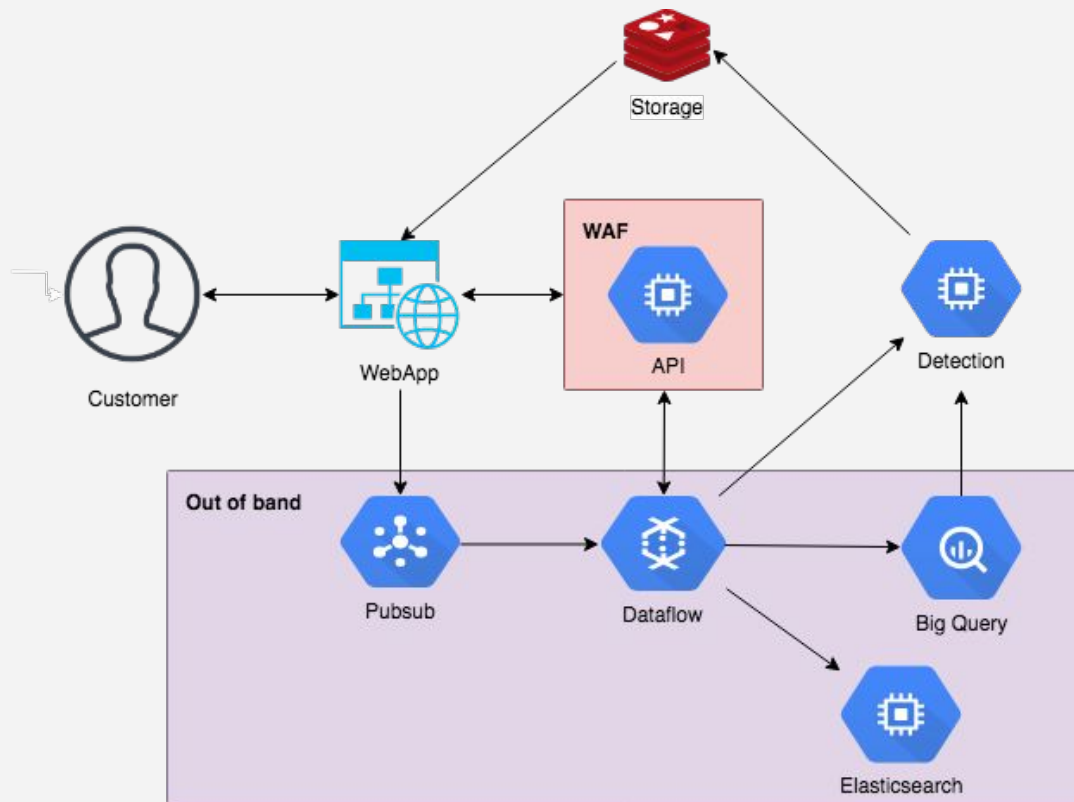 Storage
WAF
API
Detection
WebApp
Customer
Out of band
Pubsub
Dataflow
Big Query
Elasticsearch